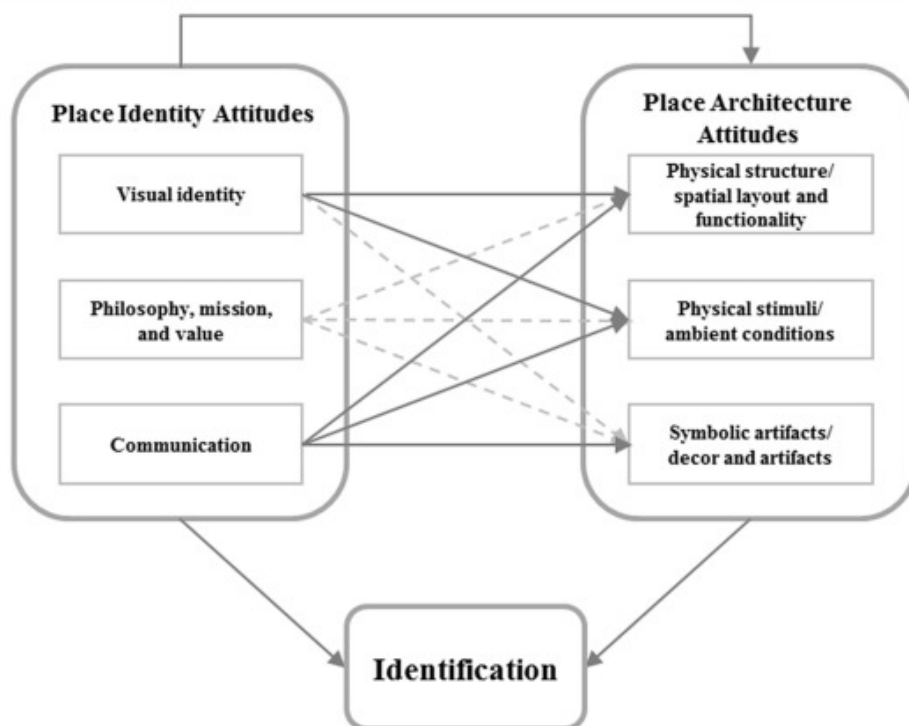 Place Identity Attitudes
Visual identity
Philosophy, mission,
and value
Communication
Place Architecture
Attitudes
Physical structure/
spatial layout and
functionality
Physical stimuli/
ambient conditions
Symbolic artifacts/
decor and artifacts
Identification